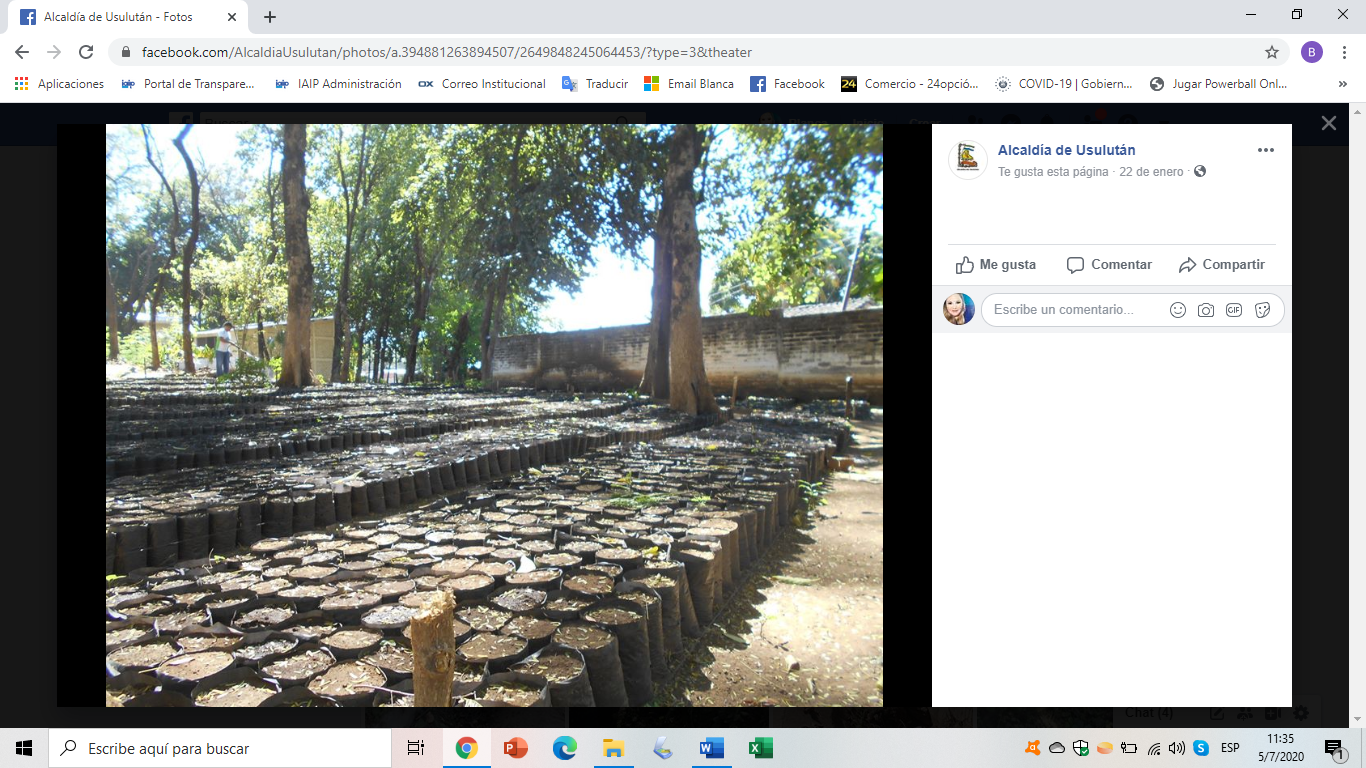 Alcaldía de Usulután - Fotos
facebook.com/AlcaldiaUsulutan/photos/a.394881263894507/2649848245064453/?type=3&theater
B
Aplicaciones
Portal de Transpare...
IAIP Administración
Correo Institucional
Traducir
Email Blanca
Facebook
24 Comercio - 24opció...
COVID-19 | Gobiern...
Jugar Powerball Onl...
»
Alcaldía de Usulután
Te gusta esta página · 22 de enero ·
Me gusta
Comentar
Compartir
Escribe un comentario...
GIF
Chat (4)
Escribe aquí para buscar
ESP
11:35
5/7/2020
1